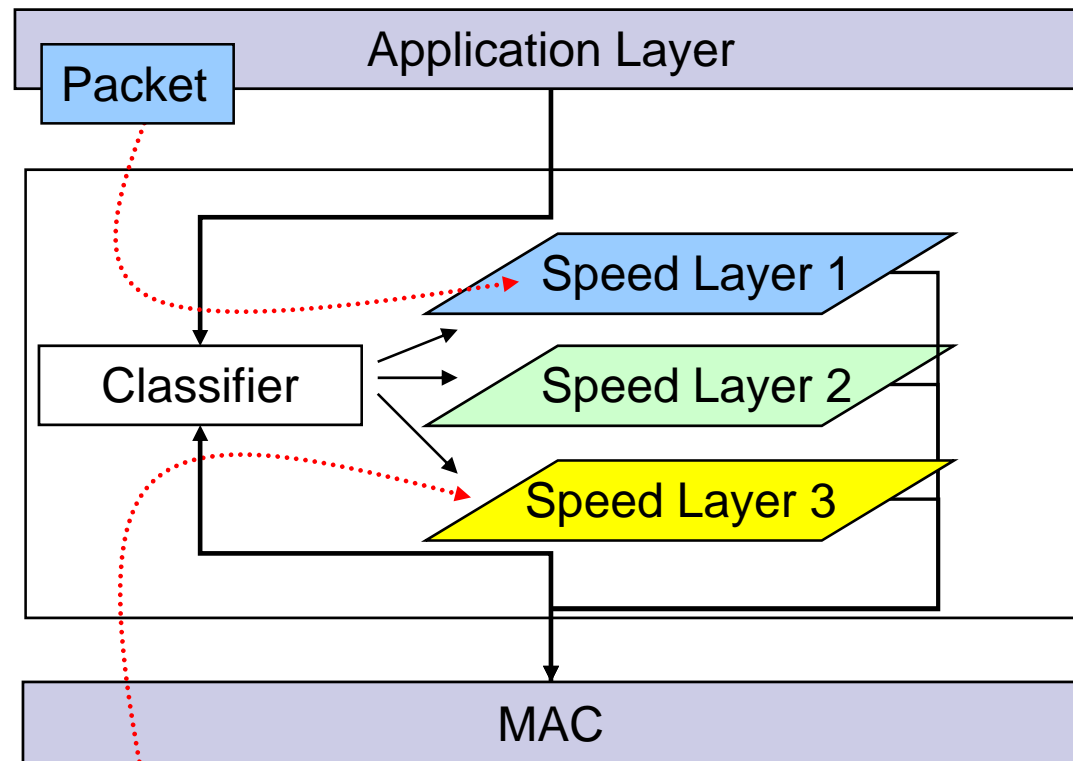 Application Layer
Packet
Speed Layer 1
Classifier
Speed Layer 2
Speed Layer 3
MAC